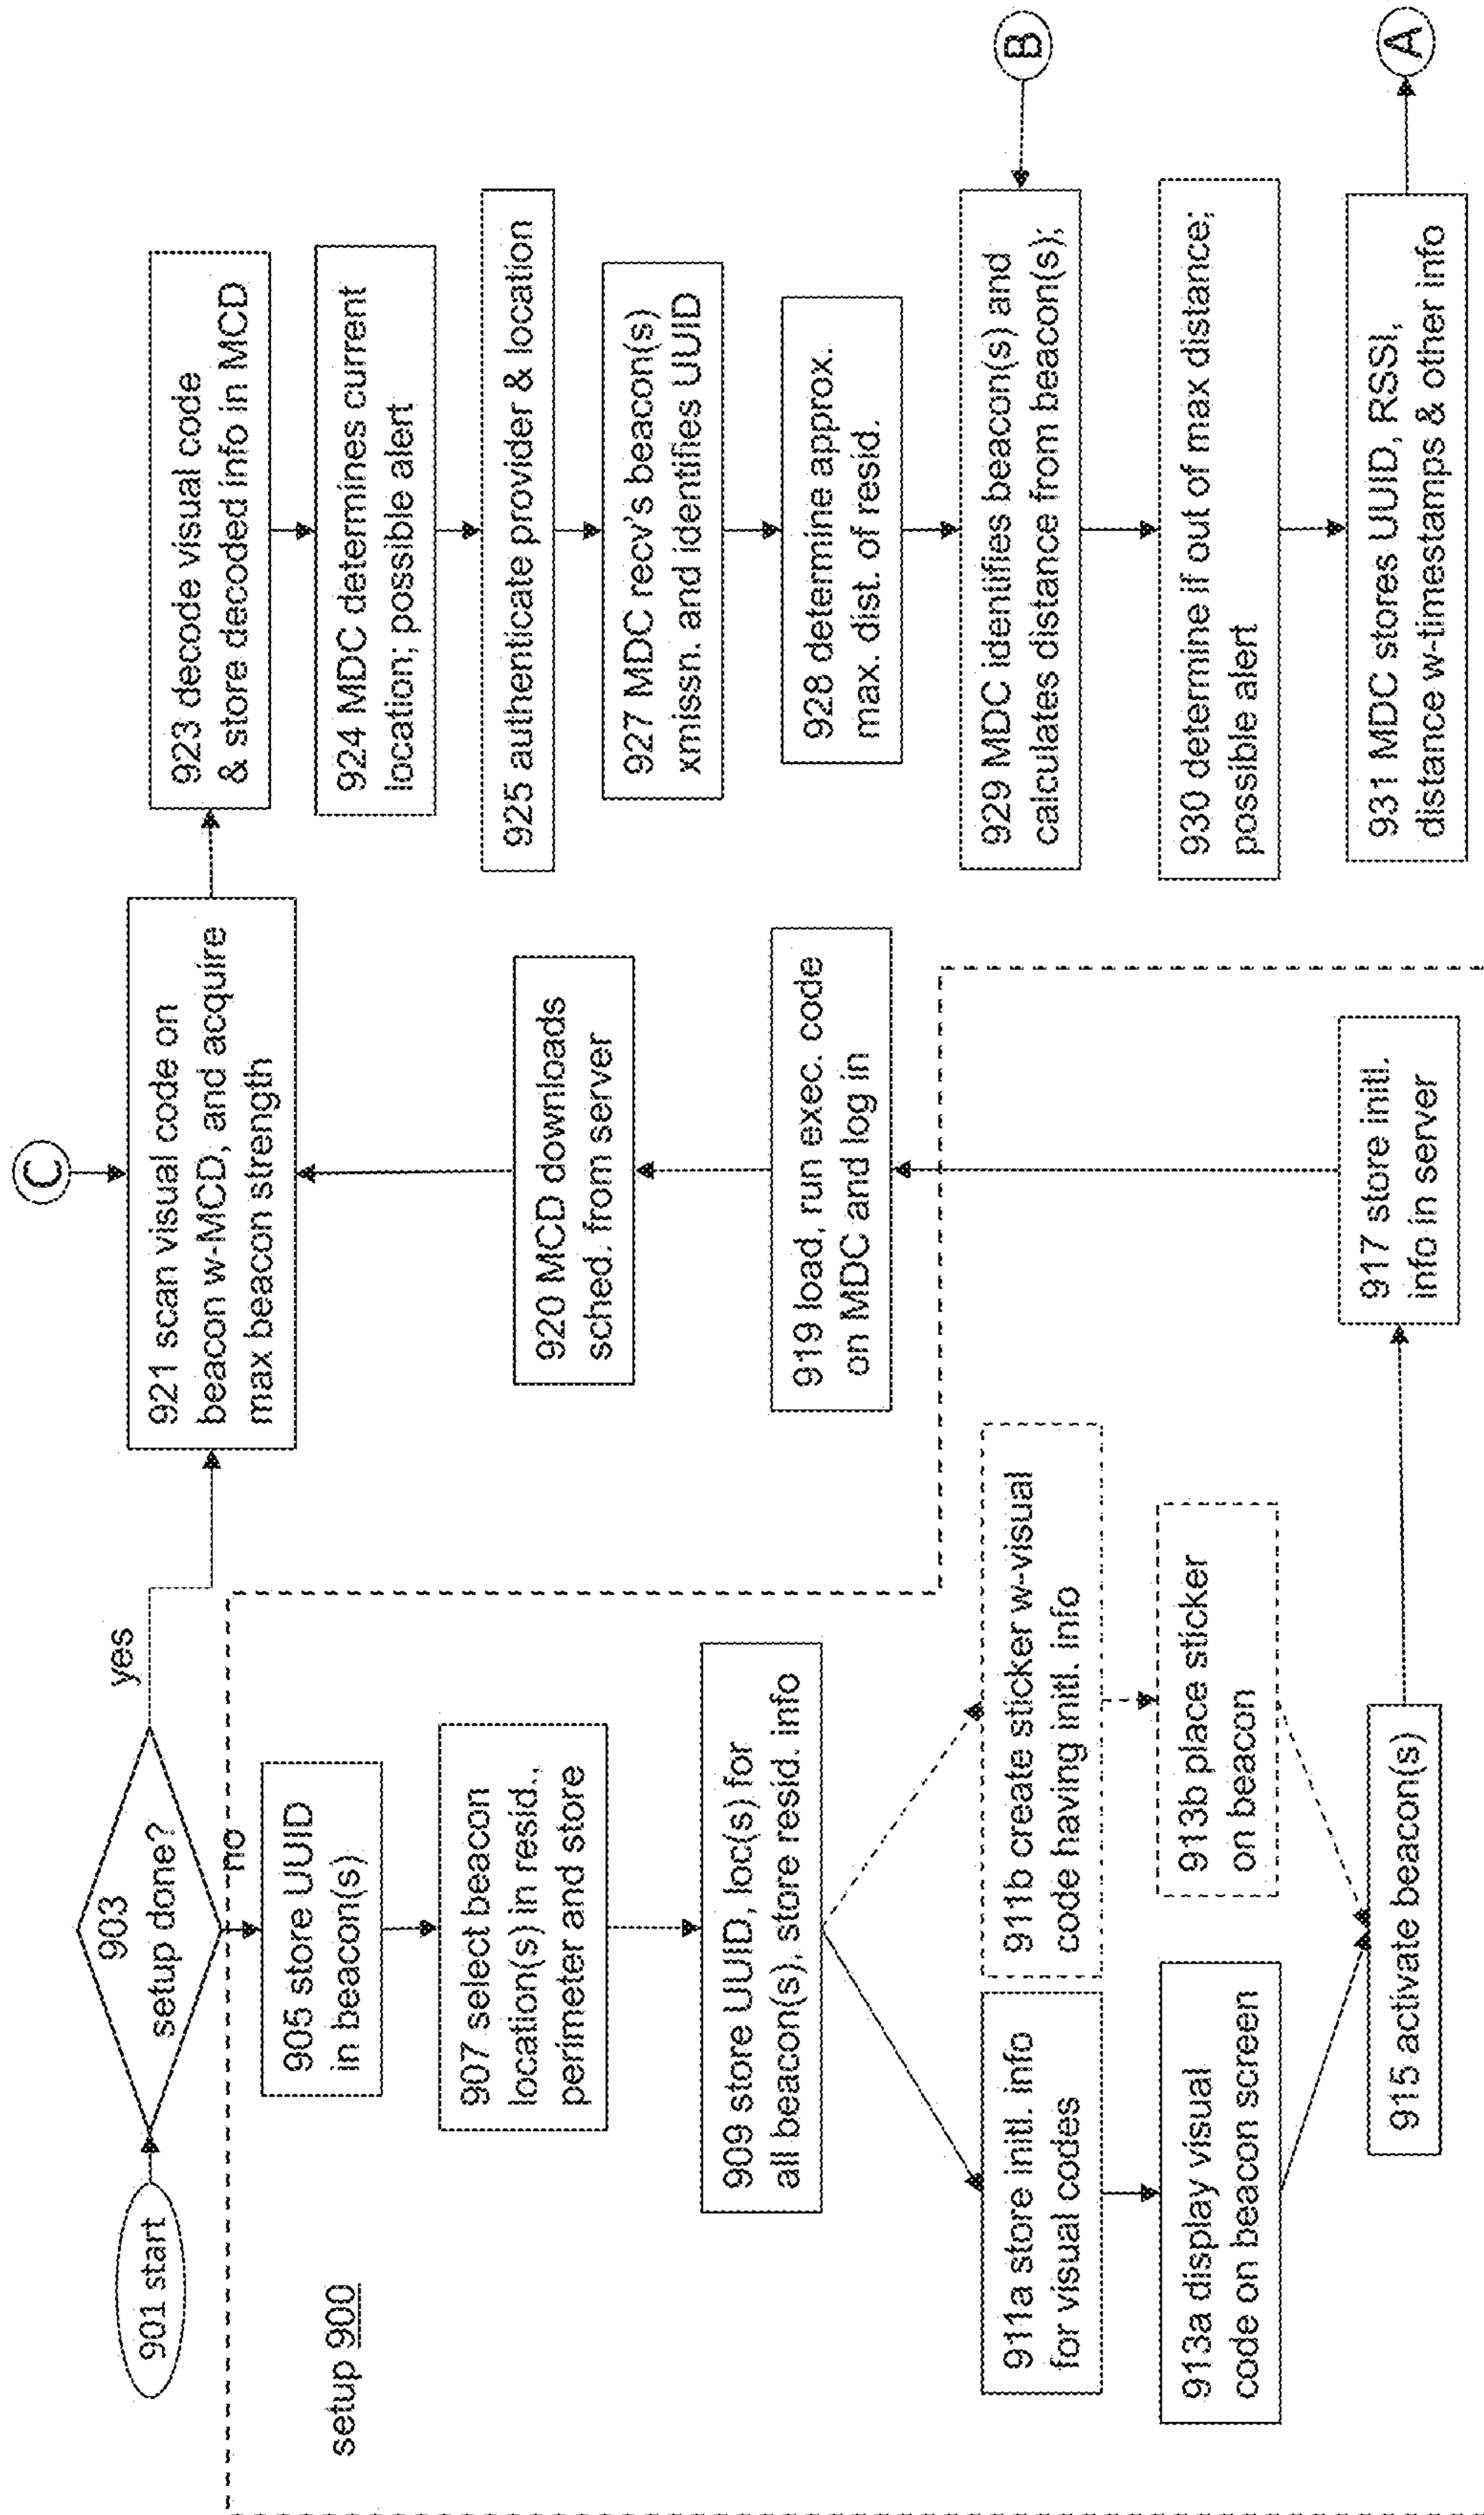 901 start
903
setup done?
yes
no
setup 900
905 store UUID
in beacon(s)
907 select beacon
location(s) in resid.,
perimeter and store
909 store UUID, loc(s) for
all beacon(s), store resid. info
911a store initl. info
for visual codes
913a display visual
code on beacon screen
911b create sticker w-visual
code having initl. info
913b place sticker
on beacon
915 activate beacon(s)
917 store initl.
info in server
919 load, run exec. code
on MDC and log in
920 MCD downloads
sched. from server
C
921 scan visual code on
beacon w-MCD, and acquire
max beacon strength
923 decode visual code
& store decoded info in MCD
924 MDC determines current
location; possible alert
925 authenticate provider & location
927 MDC recv's beacon(s)
xmissn. and identifies UUID
928 determine approx.
max. dist. of resid.
929 MDC identifies beacon(s) and
calculates distance from beacon(s);
B
930 determine if out of max distance;
possible alert
931 MDC stores UUID, RSSI,
distance w-timestamps & other info
A